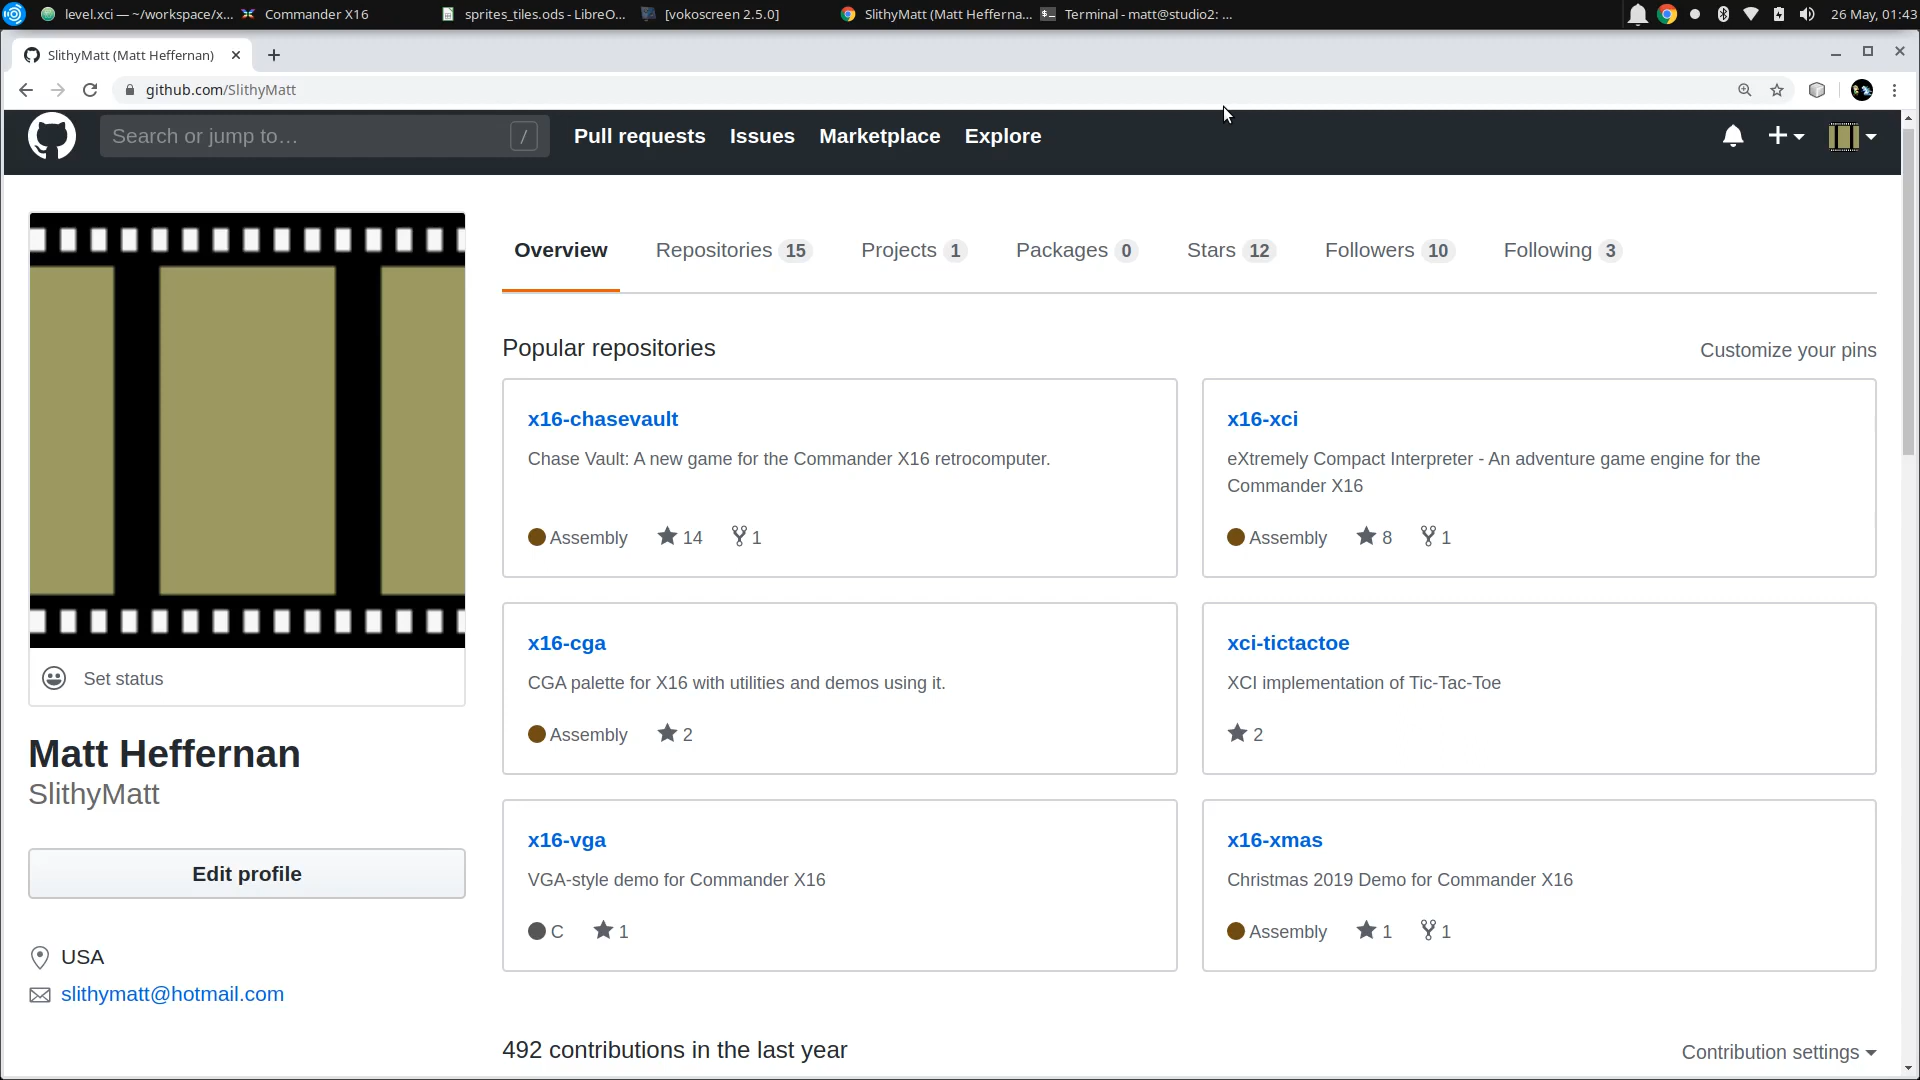 level.xci — ~/workspace/x...
Commander X16
sprites_tiles.ods - LibreO...
[vokoscreen 2.5.0]
SlithyMatt (Matt Hefferna...
Terminal - matt@studio2: ...
26 May, 01:43
SlithyMatt (Matt Heffernan)
github.com/SlithyMatt
Search or jump to…
/
Pull requests
Issues
Marketplace
Explore
Overview
Repositories 15
Projects 1
Packages 0
Stars 12
Followers 10
Following 3
Popular repositories
Customize your pins
x16-chasevault
Chase Vault: A new game for the Commander X16 retrocomputer.
Assembly 14 1
x16-xci
eXtremely Compact Interpreter - An adventure game engine for the
Commander X16
Assembly 8 1
x16-cga
CGA palette for X16 with utilities and demos using it.
Assembly 2
xci-tictactoe
XCI implementation of Tic-Tac-Toe
2
x16-vga
VGA-style demo for Commander X16
C 1
x16-xmas
Christmas 2019 Demo for Commander X16
Assembly 1 1
Set status
Matt Heffernan
SlithyMatt
Edit profile
USA
slithymatt@hotmail.com
492 contributions in the last year
Contribution settings